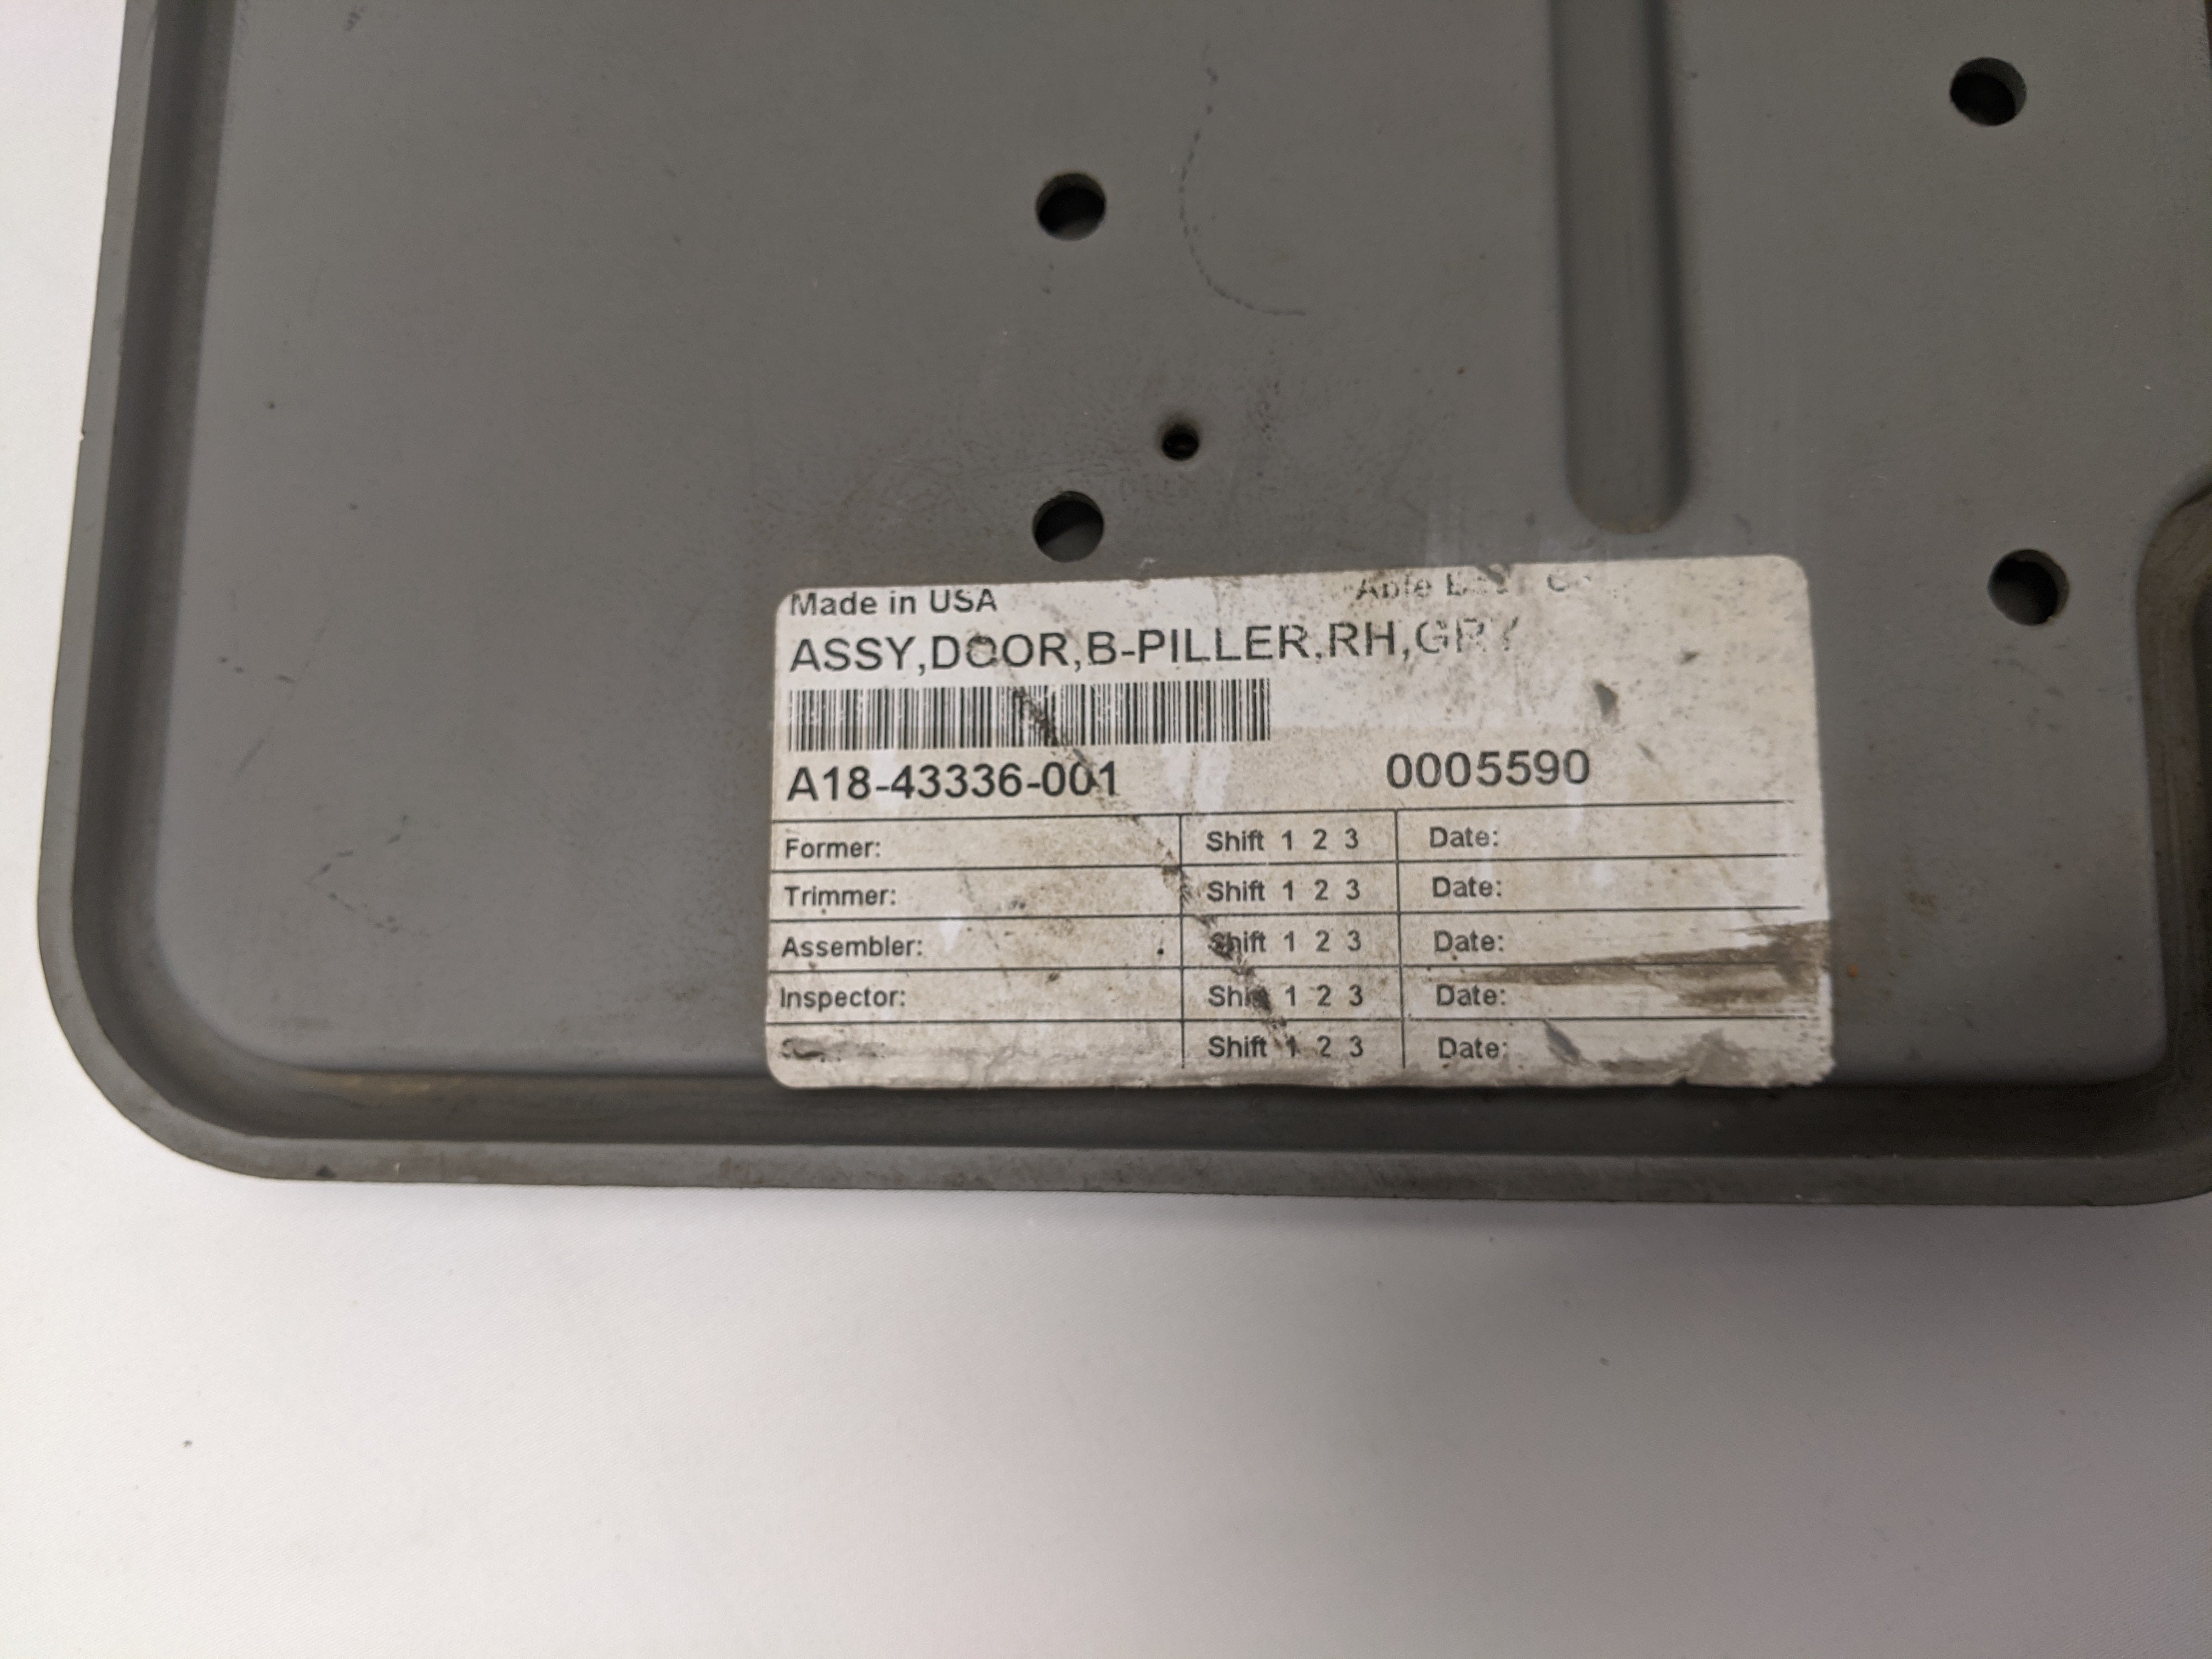 Made in USA Able
ASSY,DOOR,B-PILLER,RH,GRY
A18-43336-001 0005590
Former: Shift 1 2 3 Date:
Trimmer: Shift 1 2 3 Date:
Assembler: Shift 1 2 3 Date:
Inspector: Shift 1 2 3 Date:
Shift 1 2 3 Date: